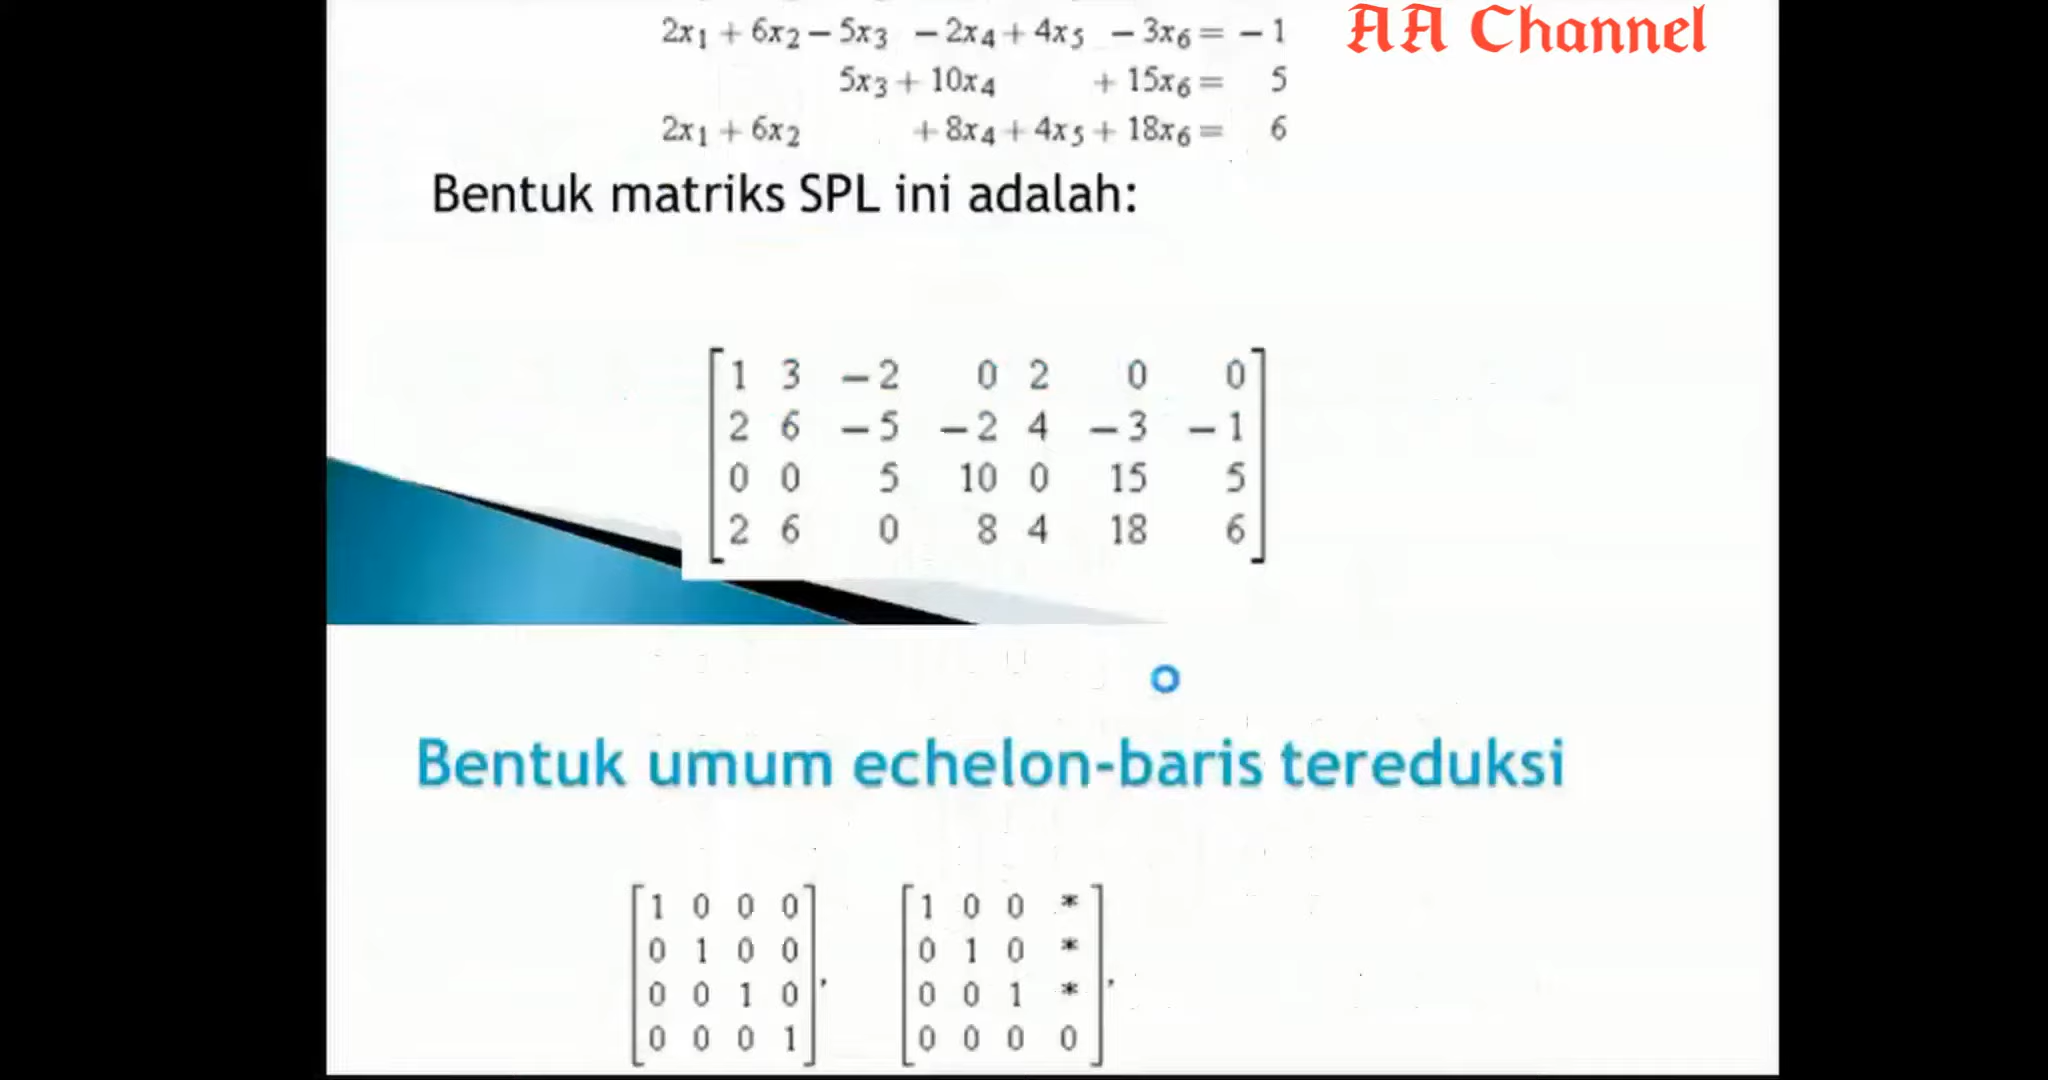 AA Channel
2x1 + 6x2 − 5x3 − 2x4 + 4x5 − 3x6 = − 1
5x3 + 10x4 + 15x6 = 5
2x1 + 6x2 + 8x4 + 4x5 + 18x6 = 6
Bentuk matriks SPL ini adalah:
1 3 −2 0 2 0 0
2 6 −5 −2 4 −3 −1
0 0 5 10 0 15 5
2 6 0 8 4 18 6
Bentuk umum echelon-baris tereduksi
1 0 0 0 1 0 0 *
0 1 0 0 0 1 0 *
0 0 1 0 , 0 0 1 * ,
0 0 0 1 0 0 0 0